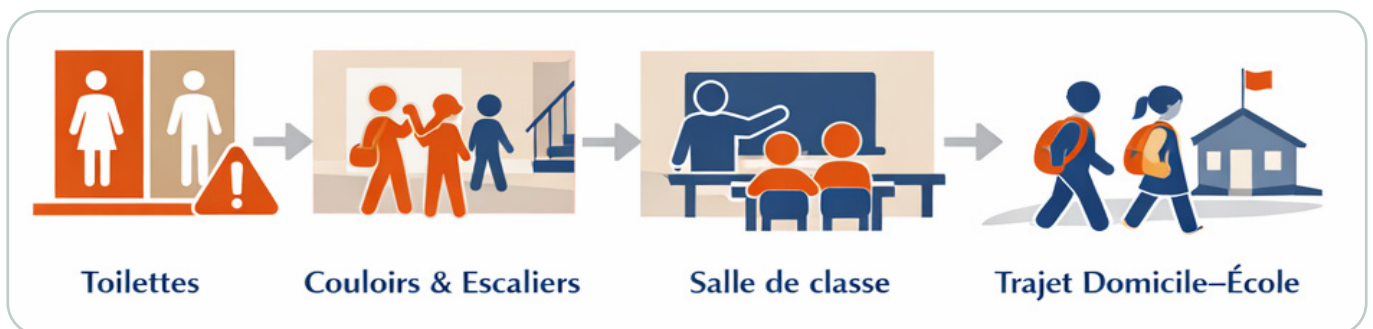 Toilettes
Couloirs & Escaliers
Salle de classe
Trajet Domicile–École